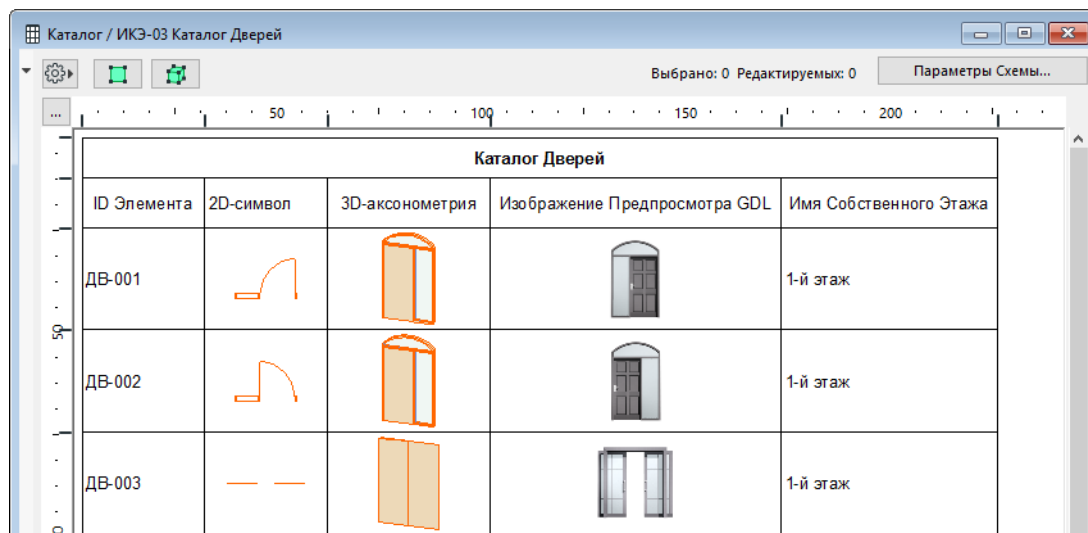 Каталог / ИКЭ-03 Каталог Дверей
Выбрано: 0 Редактируемых: 0 Параметры Схемы...
... 50 100 150 200
Каталог Дверей
ID Элемента 2D-символ 3D-аксонометрия Изображение Предпросмотра GDL Имя Собственного Этажа
ДВ-001 1-й этаж
50
ДВ-002 1-й этаж
ДВ-003 1-й этаж